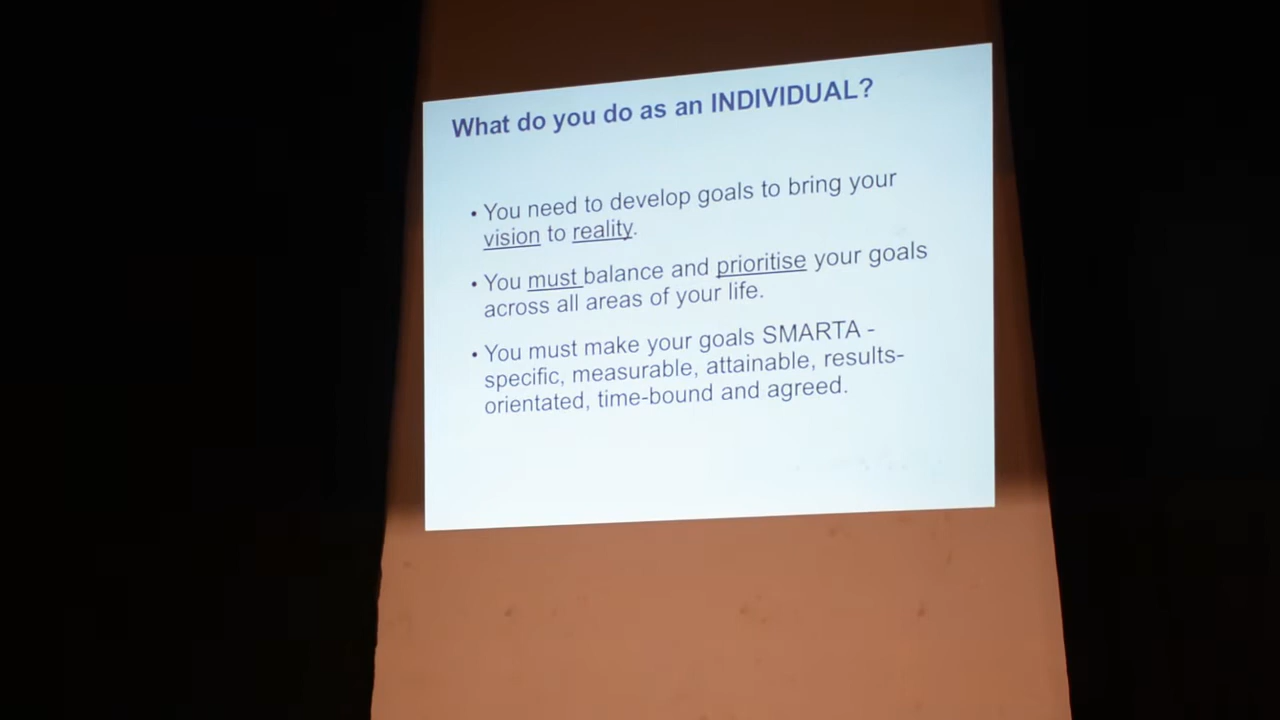 What do you do as an INDIVIDUAL?
• You need to develop goals to bring your
vision to reality.
• You must balance and prioritise your goals
across all areas of your life.
• You must make your goals SMARTA -
specific, measurable, attainable, results-
orientated, time-bound and agreed.